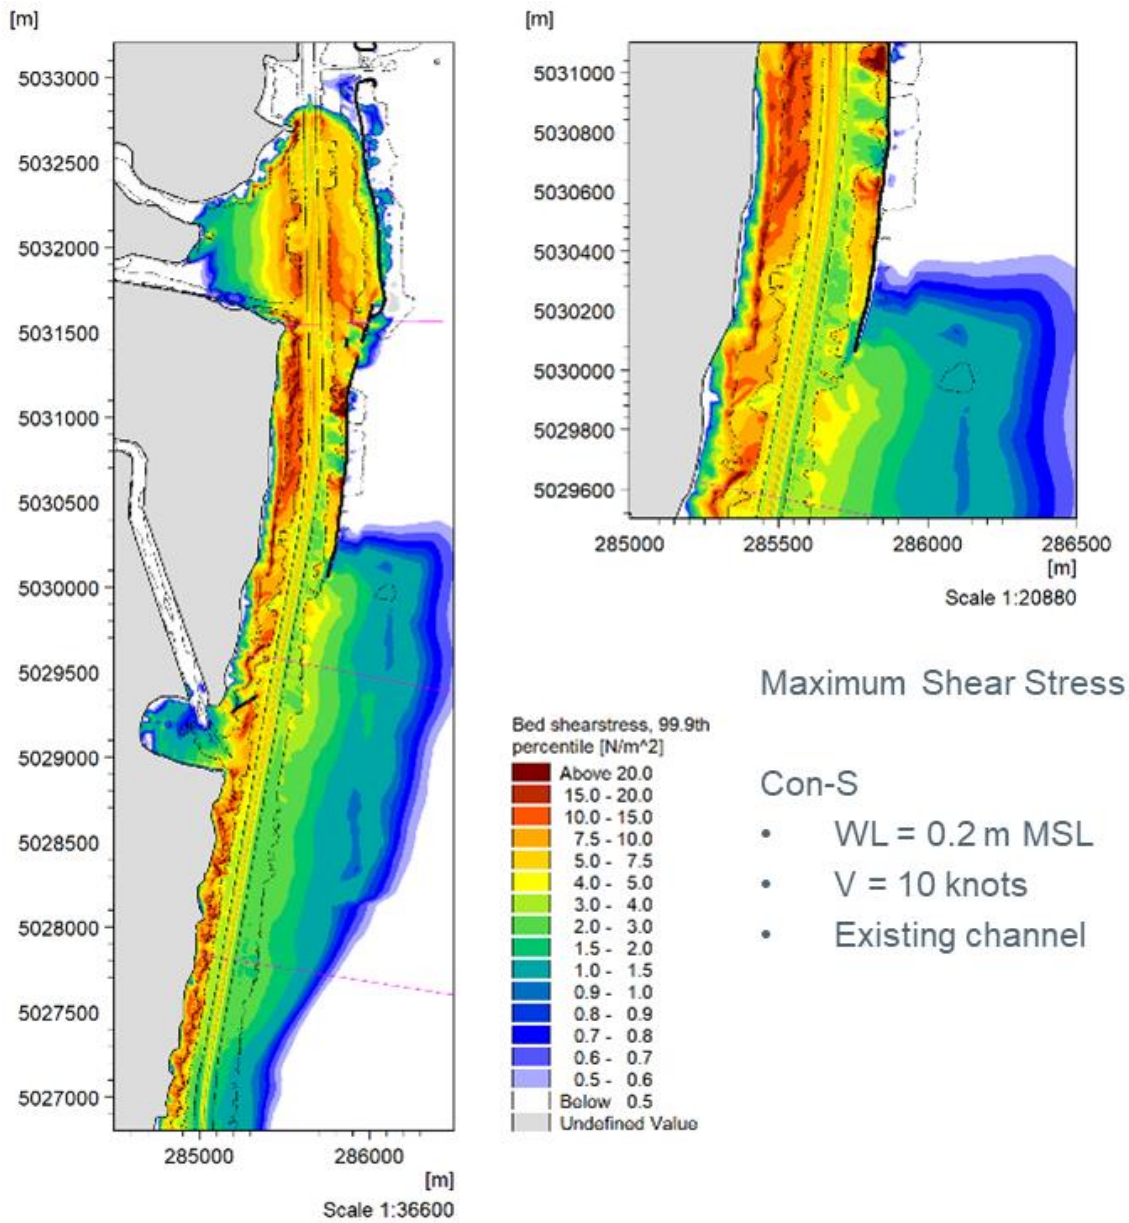 [m]
5033000
5032500
5032000
5031500
5031000
5030500
5030000
5029500
5029000
5028500
5028000
5027500
5027000
285000 286000
[m]
Scale 1:36600
[m]
5031000
5030800
5030600
5030400
5030200
5030000
5029800
5029600
285000 285500 286000 286500
[m]
Scale 1:20880
Bed shearstress, 99.9th
percentile [N/m^2]
Above 20.0
15.0 - 20.0
10.0 - 15.0
7.5 - 10.0
5.0 - 7.5
4.0 - 5.0
3.0 - 4.0
2.0 - 3.0
1.5 - 2.0
1.0 - 1.5
0.9 - 1.0
0.8 - 0.9
0.7 - 0.8
0.6 - 0.7
0.5 - 0.6
Below 0.5
Undefined Value
Maximum Shear Stress
Con-S
• WL = 0.2 m MSL
• V = 10 knots
• Existing channel